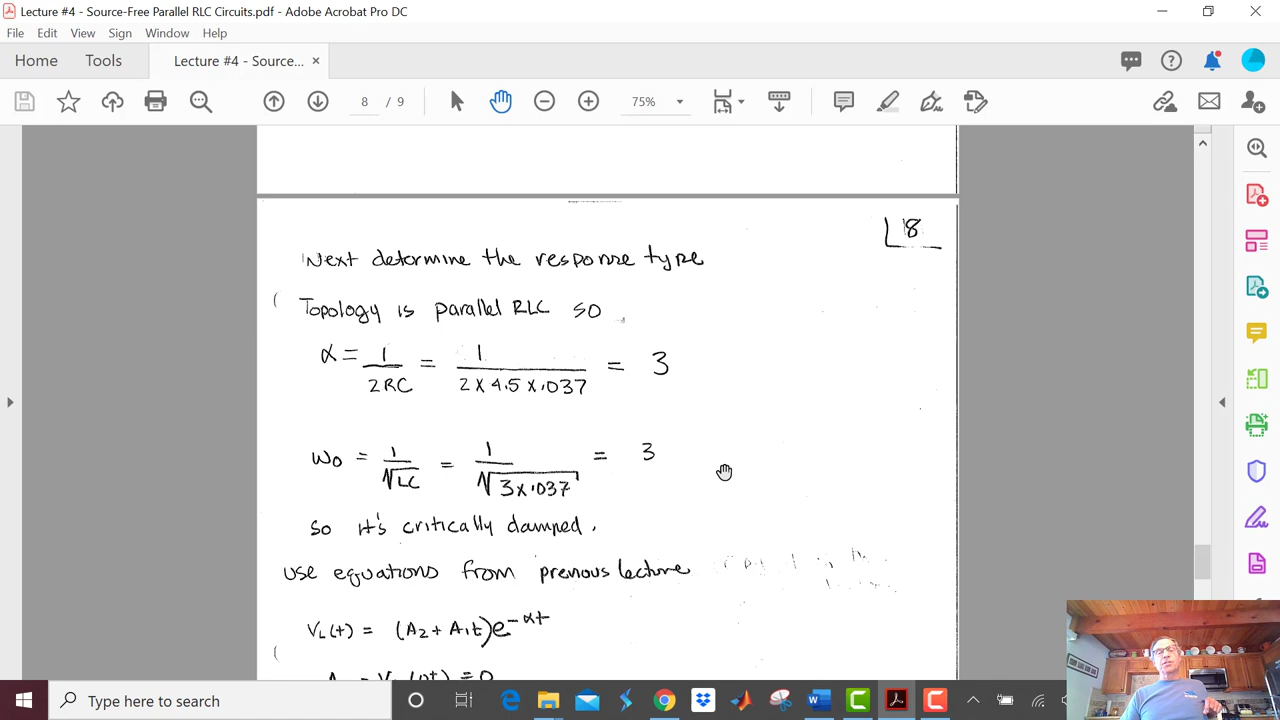 Lecture #4 - Source-Free Parallel RLC Circuits.pdf - Adobe Acrobat Pro DC
File Edit View Sign Window Help
Home Tools Lecture #4 - Source... ×
8 / 9 75%
8
Next determine the response type
Topology is parallel RLC so
α = 1/2RC = 1/2 x 4.5 x .037 = 3
ω0 = 1/√LC = 1/√3 x .037 = 3
so it's critically damped.
use equations from previous lecture
VL(t) = (A2 + A1t)e^-αt
Type here to search